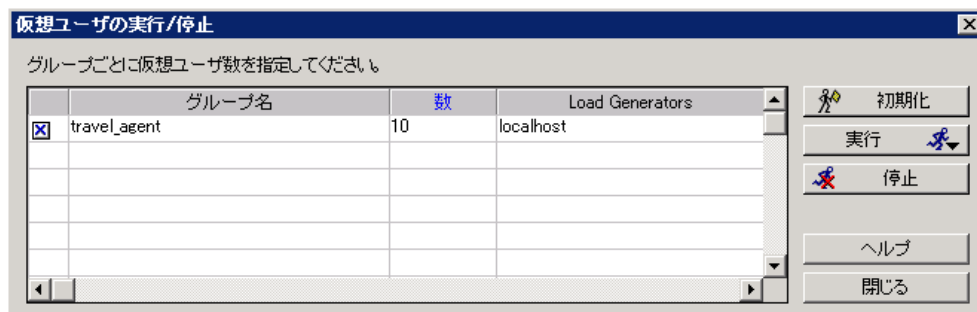 仮想ユーザの実行/停止
グループごとに仮想ユーザ数を指定してください。
グループ名 数 Load Generators
travel_agent 10 localhost
初期化
実行
停止
ヘルプ
閉じる